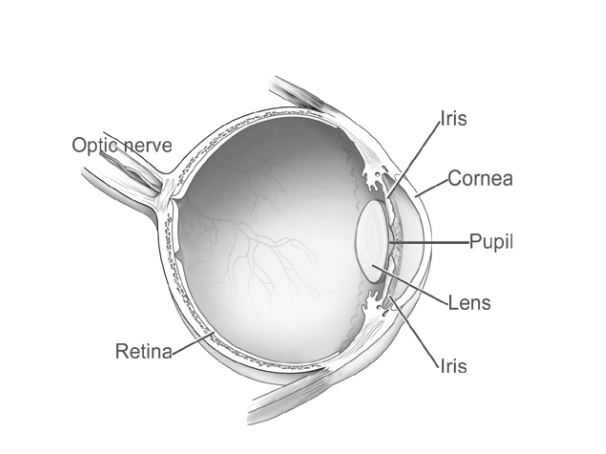 Iris
Optic nerve
Cornea
Pupil
Lens
Retina
Iris